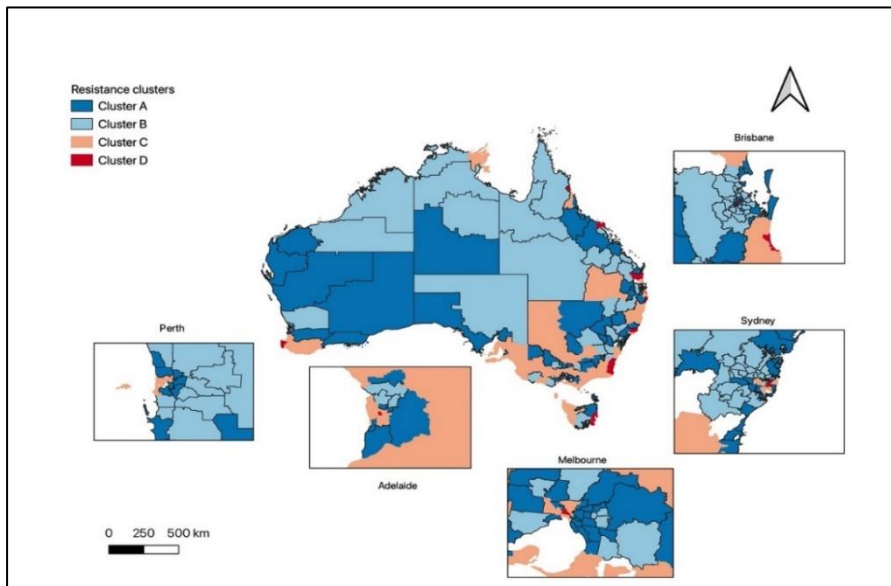 Resistance clusters
Cluster A
Cluster B
Cluster C
Cluster D
Brisbane
Perth
Sydney
Adelaide
Melbourne
0 250 500 km